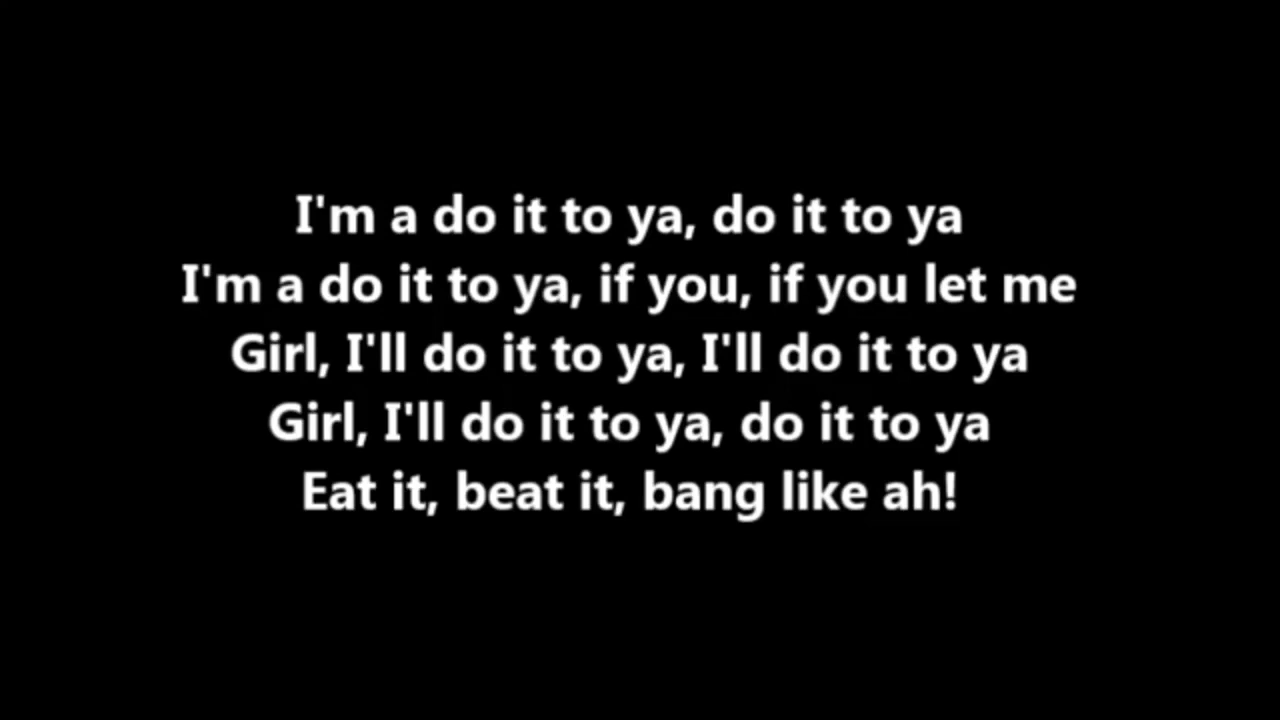 I'm a do it to ya, do it to ya
I'm a do it to ya, if you, if you let me
Girl, I'll do it to ya, I'll do it to ya
Girl, I'll do it to ya, do it to ya
Eat it, beat it, bang like ah!